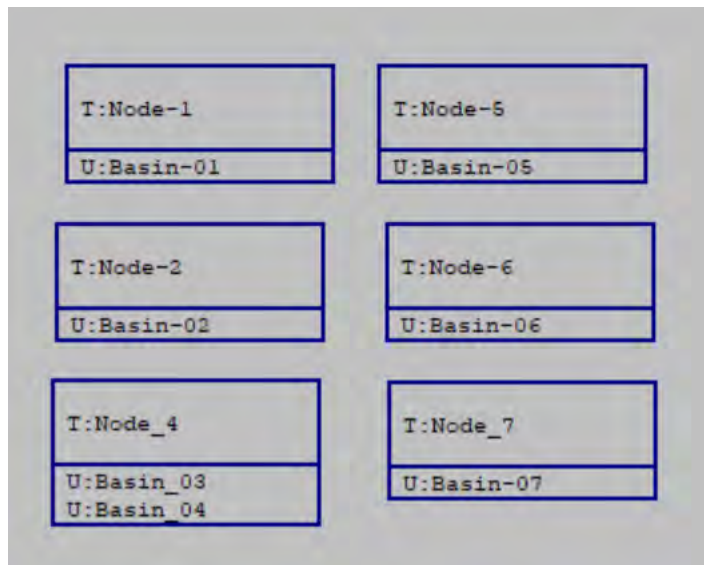 T:Node-1
U:Basin-01
T:Node-5
U:Basin-05
T:Node-2
U:Basin-02
T:Node-6
U:Basin-06
T:Node_4
U:Basin_03
U:Basin_04
T:Node_7
U:Basin-07